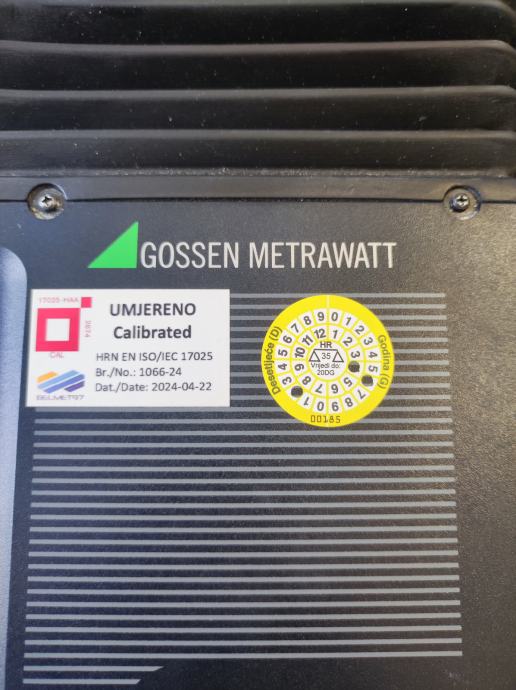 GOSSEN METRAWATT
17025-HAA
2674
CAL
BELMET97
UMJERENO
Calibrated
HRN EN ISO/IEC 17025
Br./No.: 1066-24
Dat./Date: 2024-04-22
Desetljeće (D)
Godina (G)
HR
35
Vrijedi do:
20DG
00185